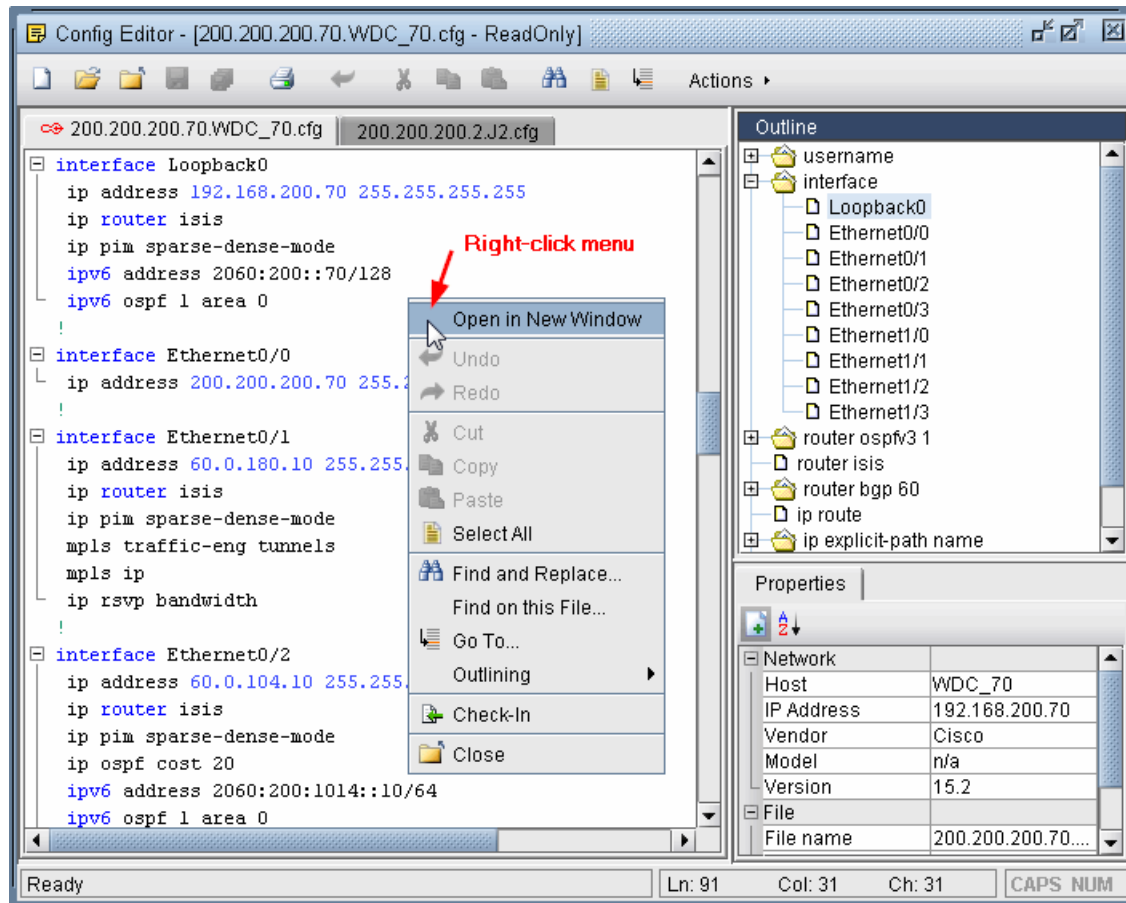 Config Editor - [200.200.200.70.WDC_70.cfg - ReadOnly]
Actions
200.200.200.70.WDC_70.cfg
200.200.200.2.J2.cfg
interface Loopback0
ip address 192.168.200.70 255.255.255.255
ip router isis
ip pim sparse-dense-mode
ipv6 address 2060:200::70/128
ipv6 ospf 1 area 0
!
interface Ethernet0/0
ip address 200.200.200.70 255.
!
interface Ethernet0/1
ip address 60.0.180.10 255.255.
ip router isis
ip pim sparse-dense-mode
mpls traffic-eng tunnels
mpls ip
ip rsvp bandwidth
!
interface Ethernet0/2
ip address 60.0.104.10 255.255.
ip router isis
ip pim sparse-dense-mode
ip ospf cost 20
ipv6 address 2060:200:1014::10/64
ipv6 ospf 1 area 0
Right-click menu
Open in New Window
Undo
Redo
Cut
Copy
Paste
Select All
Find and Replace...
Find on this File...
Go To...
Outlining
Check-In
Close
Outline
username
interface
Loopback0
Ethernet0/0
Ethernet0/1
Ethernet0/2
Ethernet0/3
Ethernet1/0
Ethernet1/1
Ethernet1/2
Ethernet1/3
router ospfv3 1
router isis
router bgp 60
ip route
ip explicit-path name
Properties
A
Z
Network
Host WDC_70
IP Address 192.168.200.70
Vendor Cisco
Model n/a
Version 15.2
File
File name 200.200.200.70....
Ready
Ln: 91 Col: 31 Ch: 31
CAPS NUM